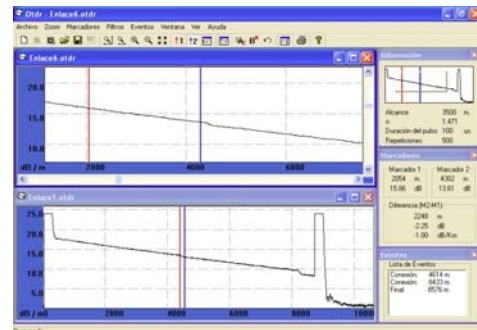 Otdr - Enlace6.otdr
Archivo Zoom Marcadores Filtros Eventos Ventana Ver Ayuda
Enlace6.otdr
20.0
15.0
10.0
dB / m 2000 4000 6000
Enlace1.otdr
25.0
20.0
15.0
10.0
5.0
dB / m 2000 4000 6000 8000 10000
Información
Alcance 3500 m.
n 1.471
Duración del pulso 100 us.
Repeticiones 500
Marcadores
Marcador 1 Marcador 2
2054 m 4302 m
15.86 dB 13.61 dB
Diferencia (M2-M1)
2248 m
-2.25 dB
-1.00 dB/Km
Eventos
Lista de Eventos
Conexión: 4614 m
Conexión: 8433 m
Final: 8576 m